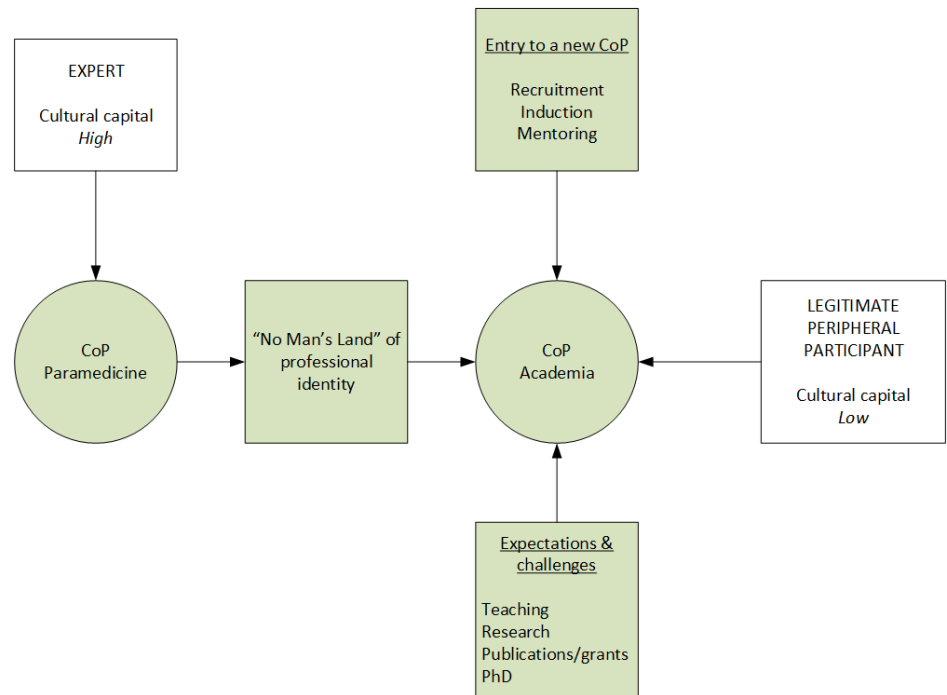 EXPERT
Cultural capital
High
Entry to a new CoP
Recruitment
Induction
Mentoring
CoP
Paramedicine
“No Man’s Land” of
professional
identity
CoP
Academia
LEGITIMATE
PERIPHERAL
PARTICIPANT
Cultural capital
Low
Expectations &
challenges
Teaching
Research
Publications/grants
PhD